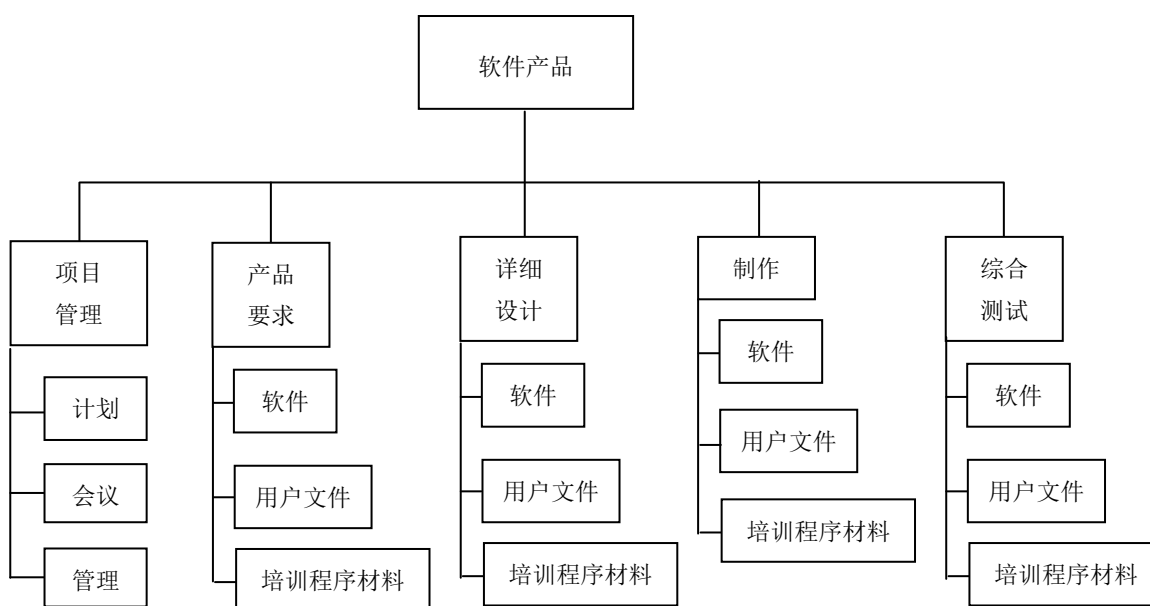 软件产品
项目
管理
计划
会议
管理
产品
要求
软件
用户文件
培训程序材料
详细
设计
软件
用户文件
培训程序材料
制作
软件
用户文件
培训程序材料
综合
测试
软件
用户文件
培训程序材料